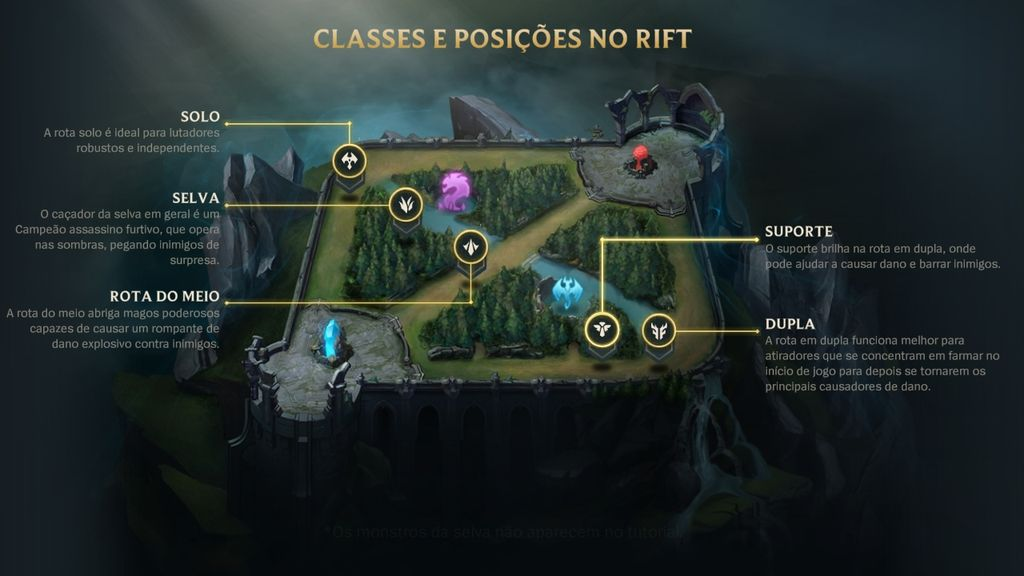 CLASSES E POSIÇÕES NO RIFT
SOLO
A rota solo é ideal para lutadores
robustos e independentes.
SELVA
O caçador da selva em geral é um
Campeão assassino furtivo, que opera
nas sombras, pegando inimigos de
surpresa.
ROTA DO MEIO
A rota do meio abriga magos poderosos
capazes de causar um rompante de
dano explosivo contra inimigos.
SUPORTE
O suporte brilha na rota em dupla, onde
pode ajudar a causar dano e barrar inimigos.
DUPLA
A rota em dupla funciona melhor para
atiradores que se concentram em farmar no
início de jogo para depois se tornarem os
principais causadores de dano.
*Os monstros da selva não aparecem no tutorial.